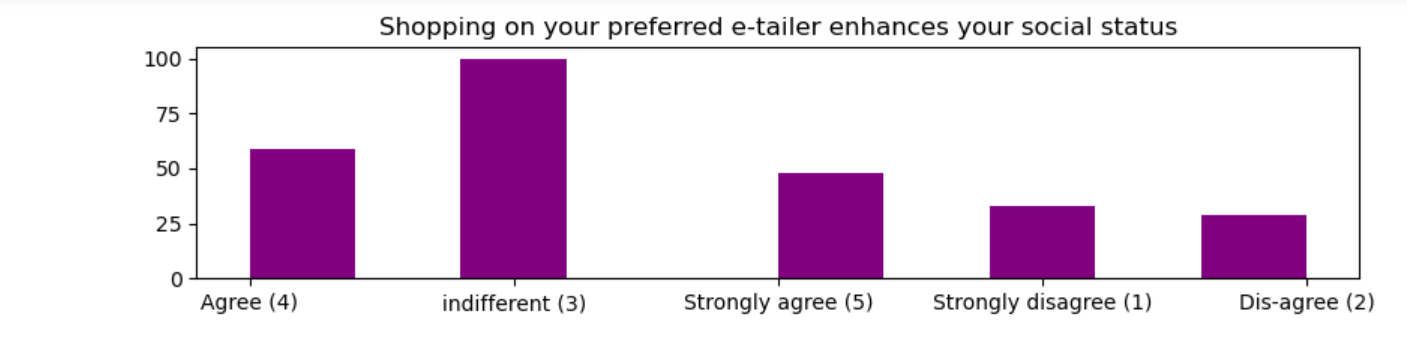 Shopping on your preferred e-tailer enhances your social status
100
75
50
25
0
Agree (4) indifferent (3) Strongly agree (5) Strongly disagree (1) Dis-agree (2)